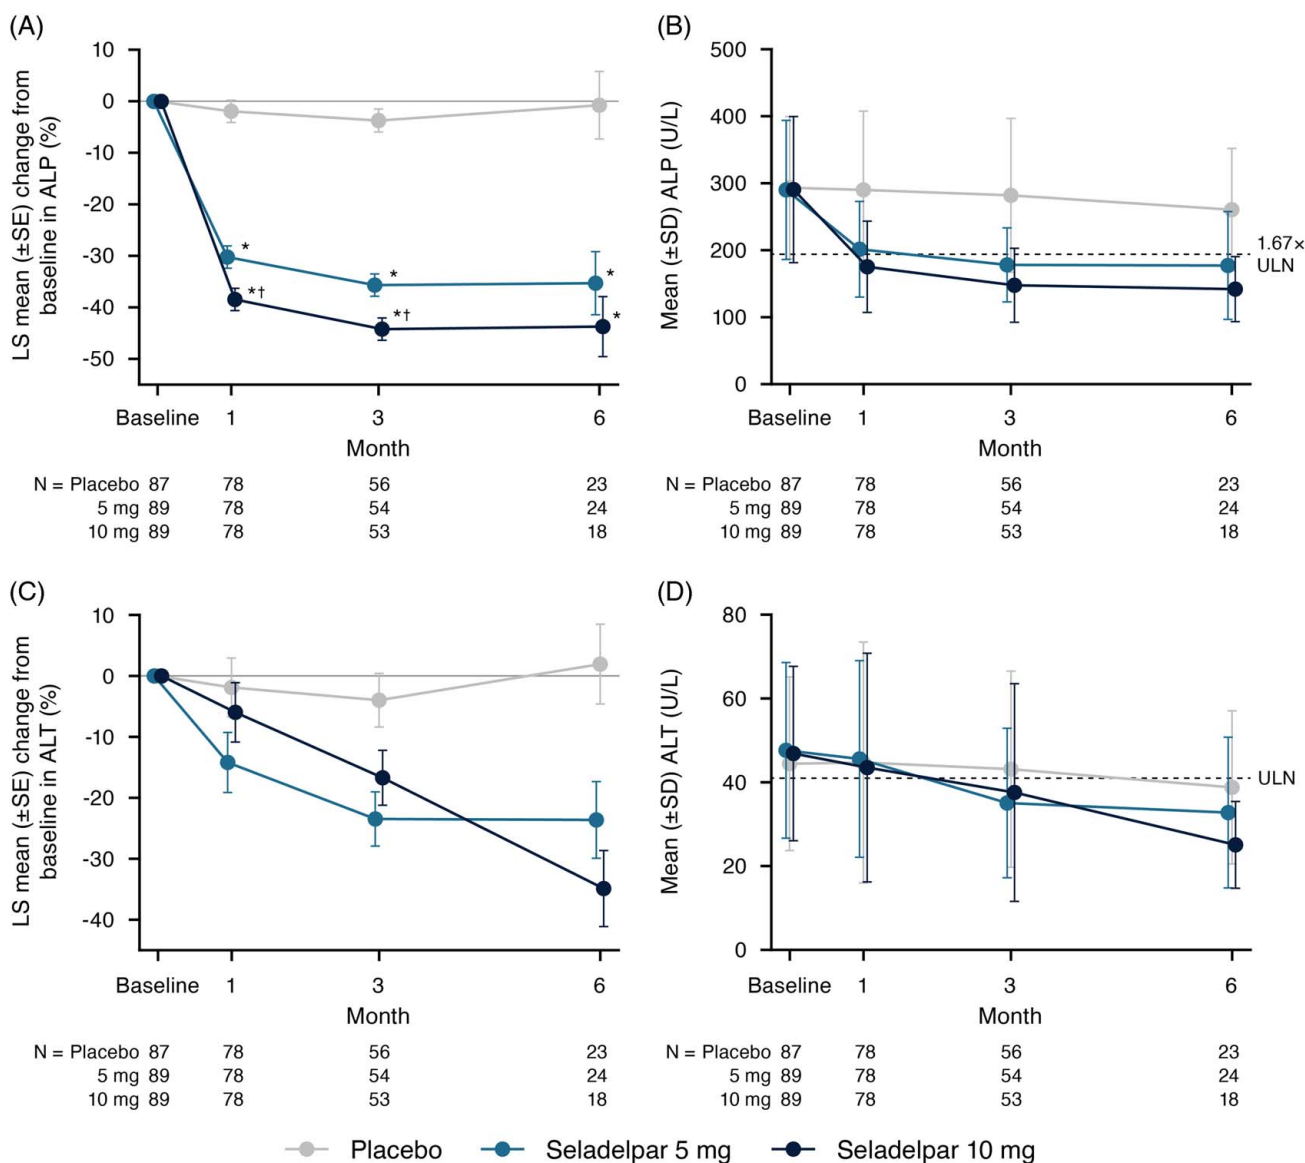 (A)
LS mean (±SE) change from
baseline in ALP (%)
10
0
-10
-20
-30
-40
-50
*
*†
*
*†
*
*
Baseline 1 3 6
Month
N = Placebo 87 78 56 23
5 mg 89 78 54 24
10 mg 89 78 53 18
(B)
Mean (±SD) ALP (U/L)
500
400
300
200
100
0
1.67×
ULN
Baseline 1 3 6
Month
N = Placebo 87 78 56 23
5 mg 89 78 54 24
10 mg 89 78 53 18
(C)
LS mean (±SE) change from
baseline in ALT (%)
10
0
-10
-20
-30
-40
Baseline 1 3 6
Month
N = Placebo 87 78 56 23
5 mg 89 78 54 24
10 mg 89 78 53 18
(D)
Mean (±SD) ALT (U/L)
80
60
40
20
0
ULN
Baseline 1 3 6
Month
N = Placebo 87 78 56 23
5 mg 89 78 54 24
10 mg 89 78 53 18
Placebo Seladelpar 5 mg Seladelpar 10 mg